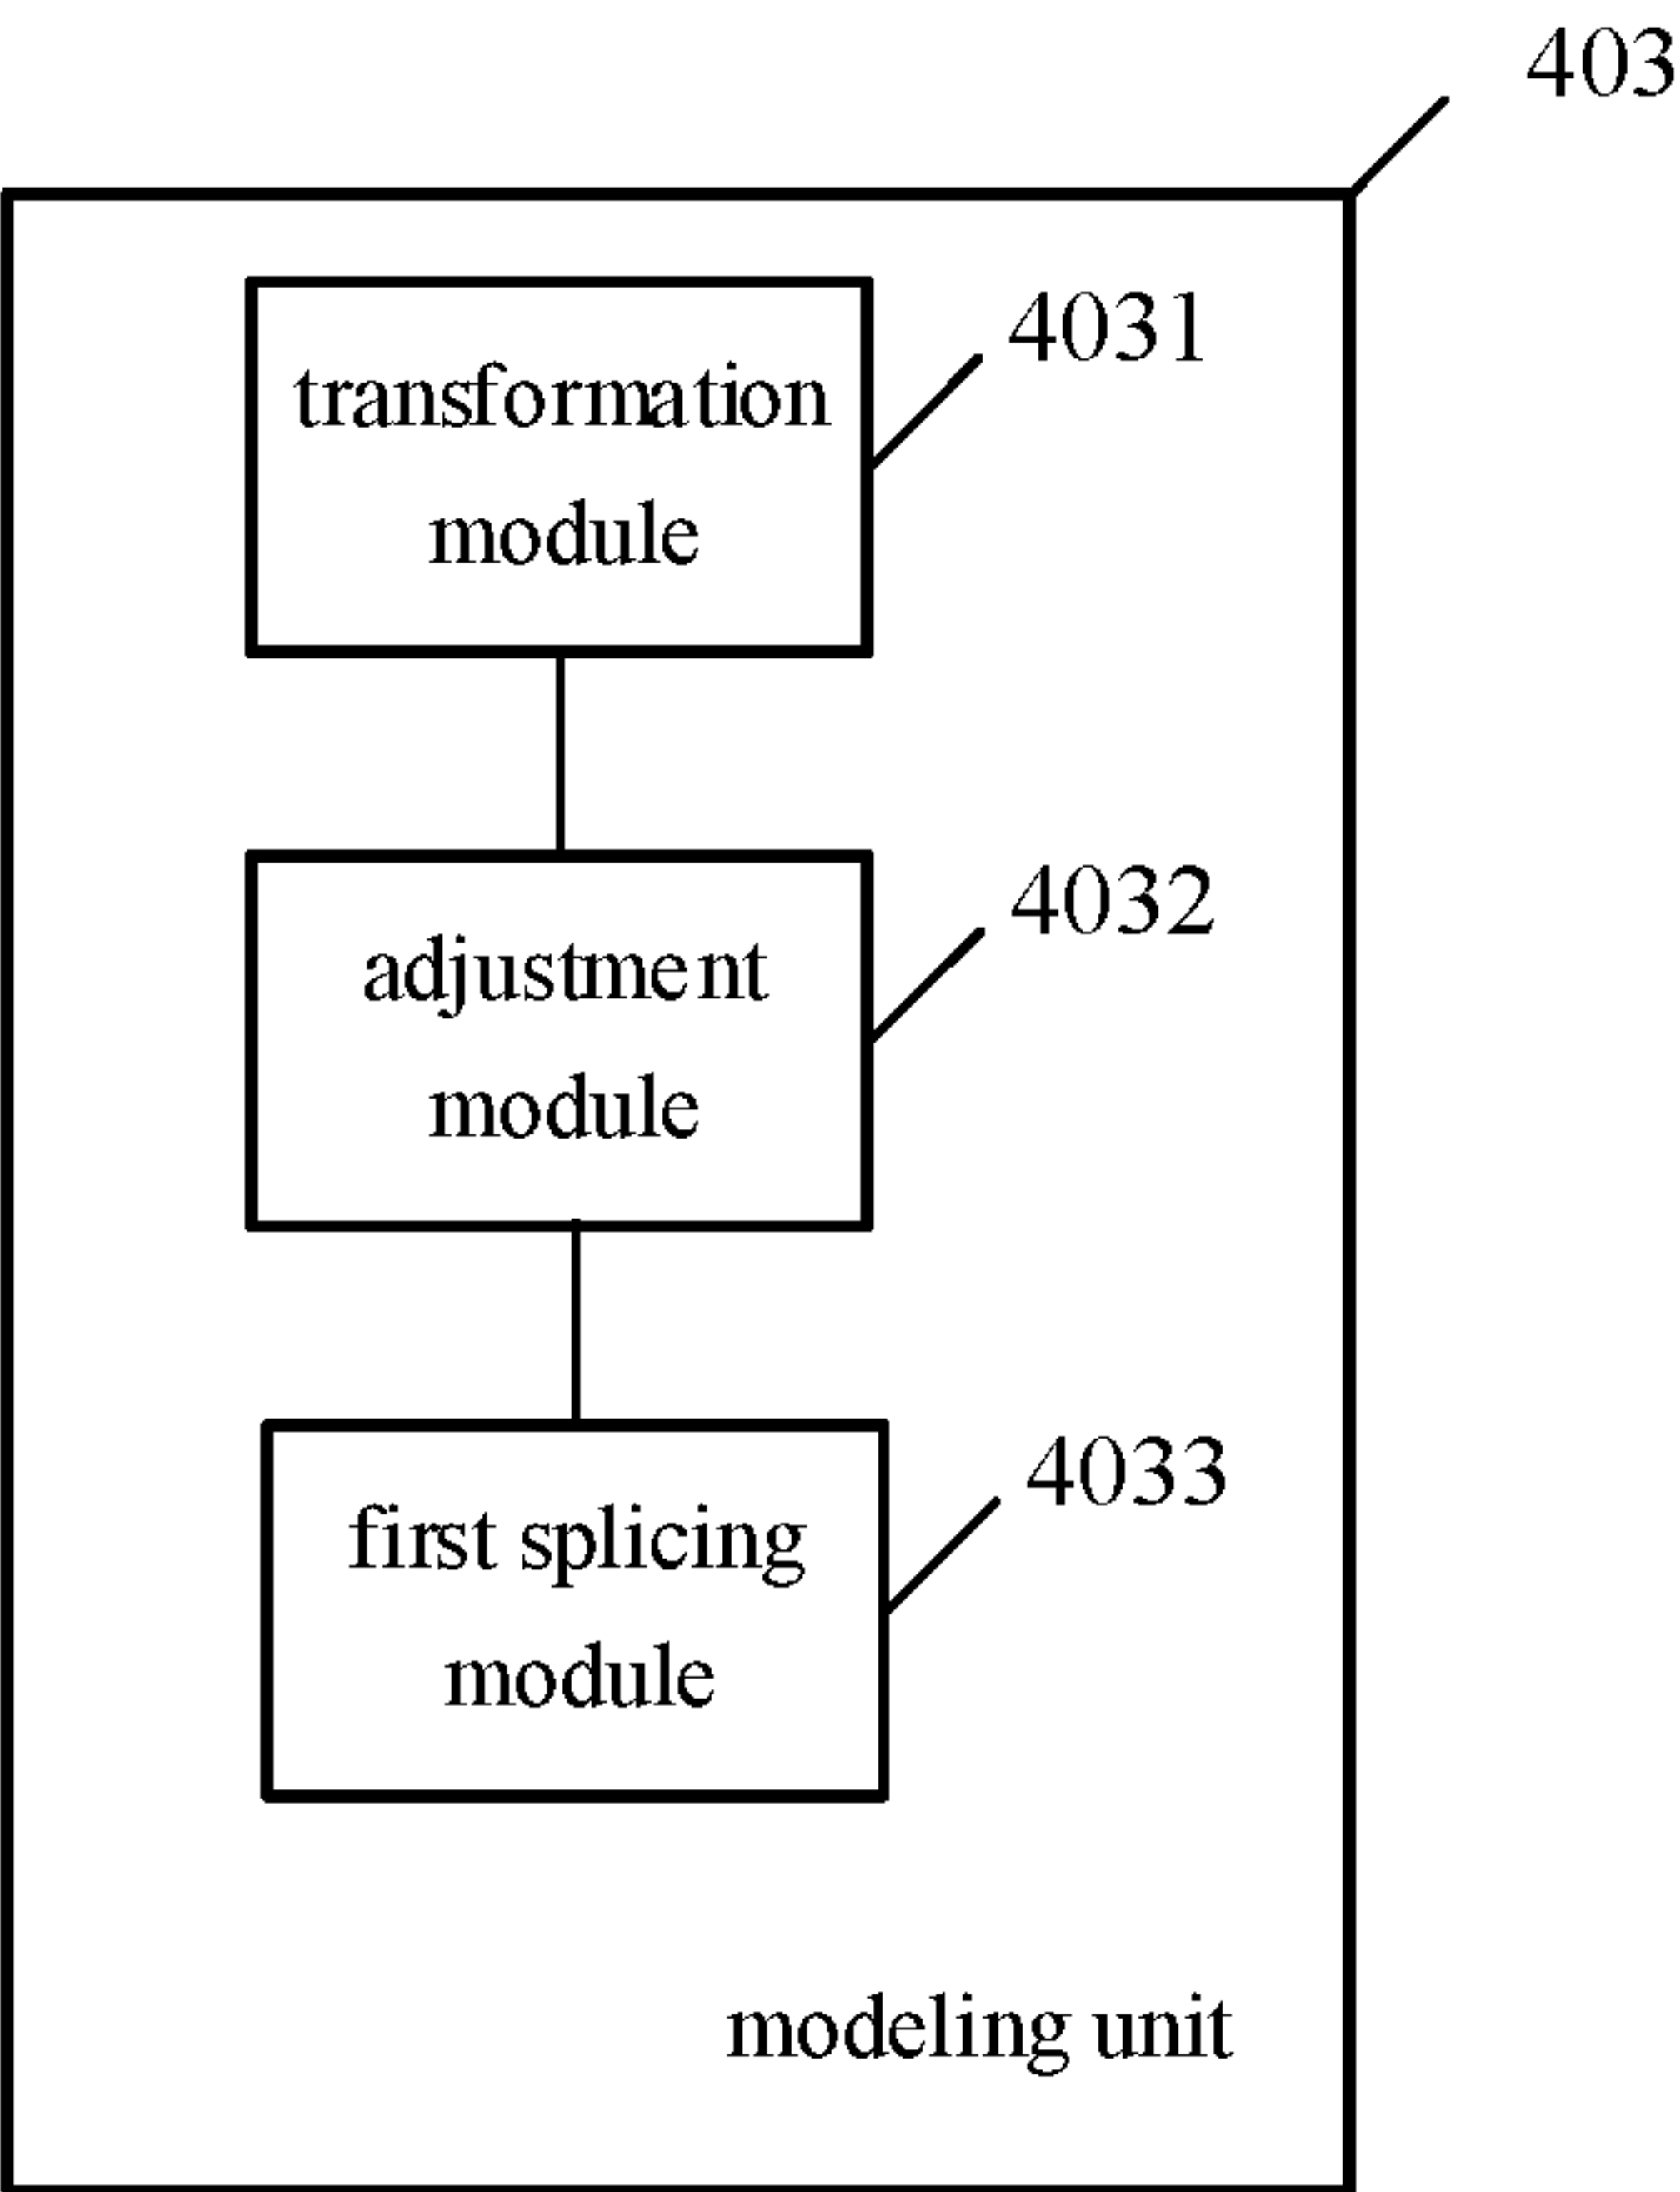 403
4031
transformation
module
4032
adjustment
module
4033
first splicing
module
modeling unit